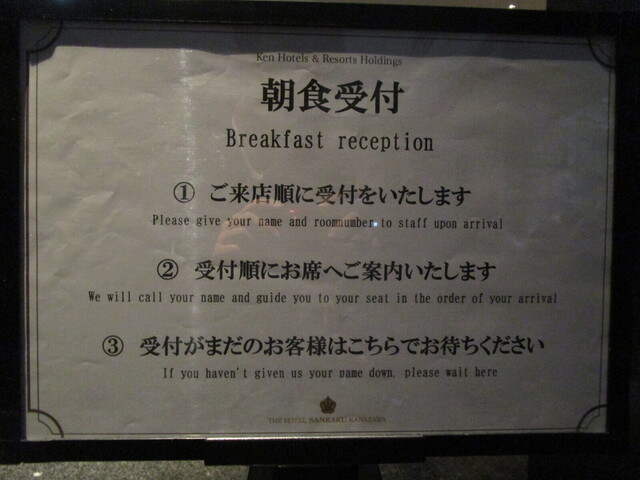 Ken Hotels & Resorts Holdings
朝食受付
Breakfast reception
① ご来店順に受付をいたします
Please give your name and roomnumber to staff upon arrival
② 受付順にお席へご案内いたします
We will call your name and guide you to your seat in the order of your arrival
③ 受付がまだのお客様はこちらでお待ちください
If you haven't given us your name down, please wait here
THE HOTEL SANRAKU KANAZAWA